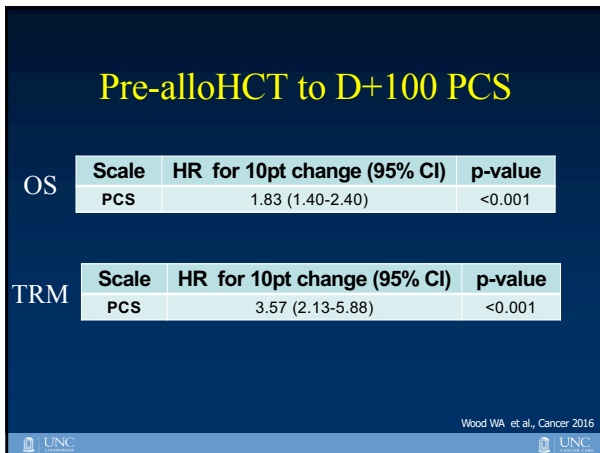 Pre-alloHCT to D+100 PCS
OS
Scale HR for 10pt change (95% CI) p-value
PCS 1.83 (1.40-2.40) <0.001
TRM
Scale HR for 10pt change (95% CI) p-value
PCS 3.57 (2.13-5.88) <0.001
Wood WA et al., Cancer 2016
UNC
UNC
CANCER CARE